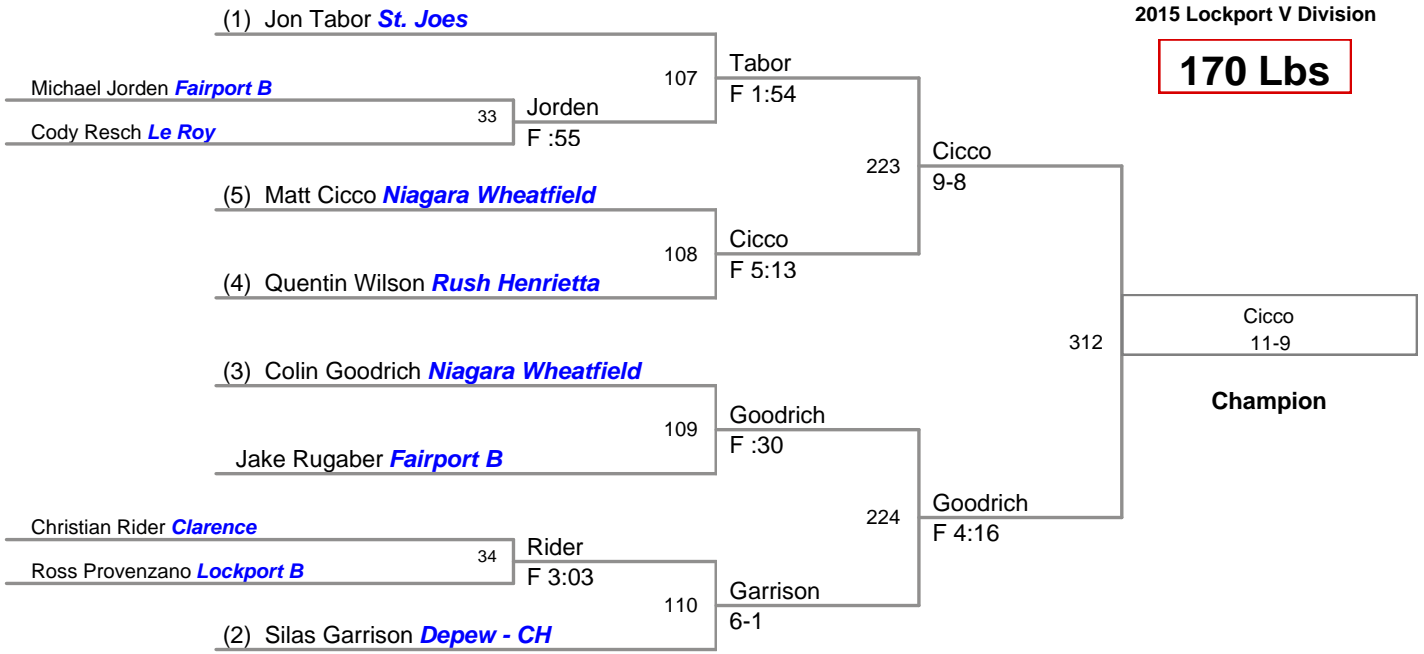 2015 Lockport V Division
170 Lbs
(1) Jon Tabor St. Joes
Michael Jorden Fairport B
Cody Resch Le Roy
33
Jorden
F :55
107
Tabor
F 1:54
(5) Matt Cicco Niagara Wheatfield
(4) Quentin Wilson Rush Henrietta
108
Cicco
F 5:13
223
Cicco
9-8
(3) Colin Goodrich Niagara Wheatfield
Jake Rugaber Fairport B
109
Goodrich
F :30
Christian Rider Clarence
Ross Provenzano Lockport B
34
Rider
F 3:03
(2) Silas Garrison Depew - CH
110
Garrison
6-1
224
Goodrich
F 4:16
312
Cicco
11-9
Champion